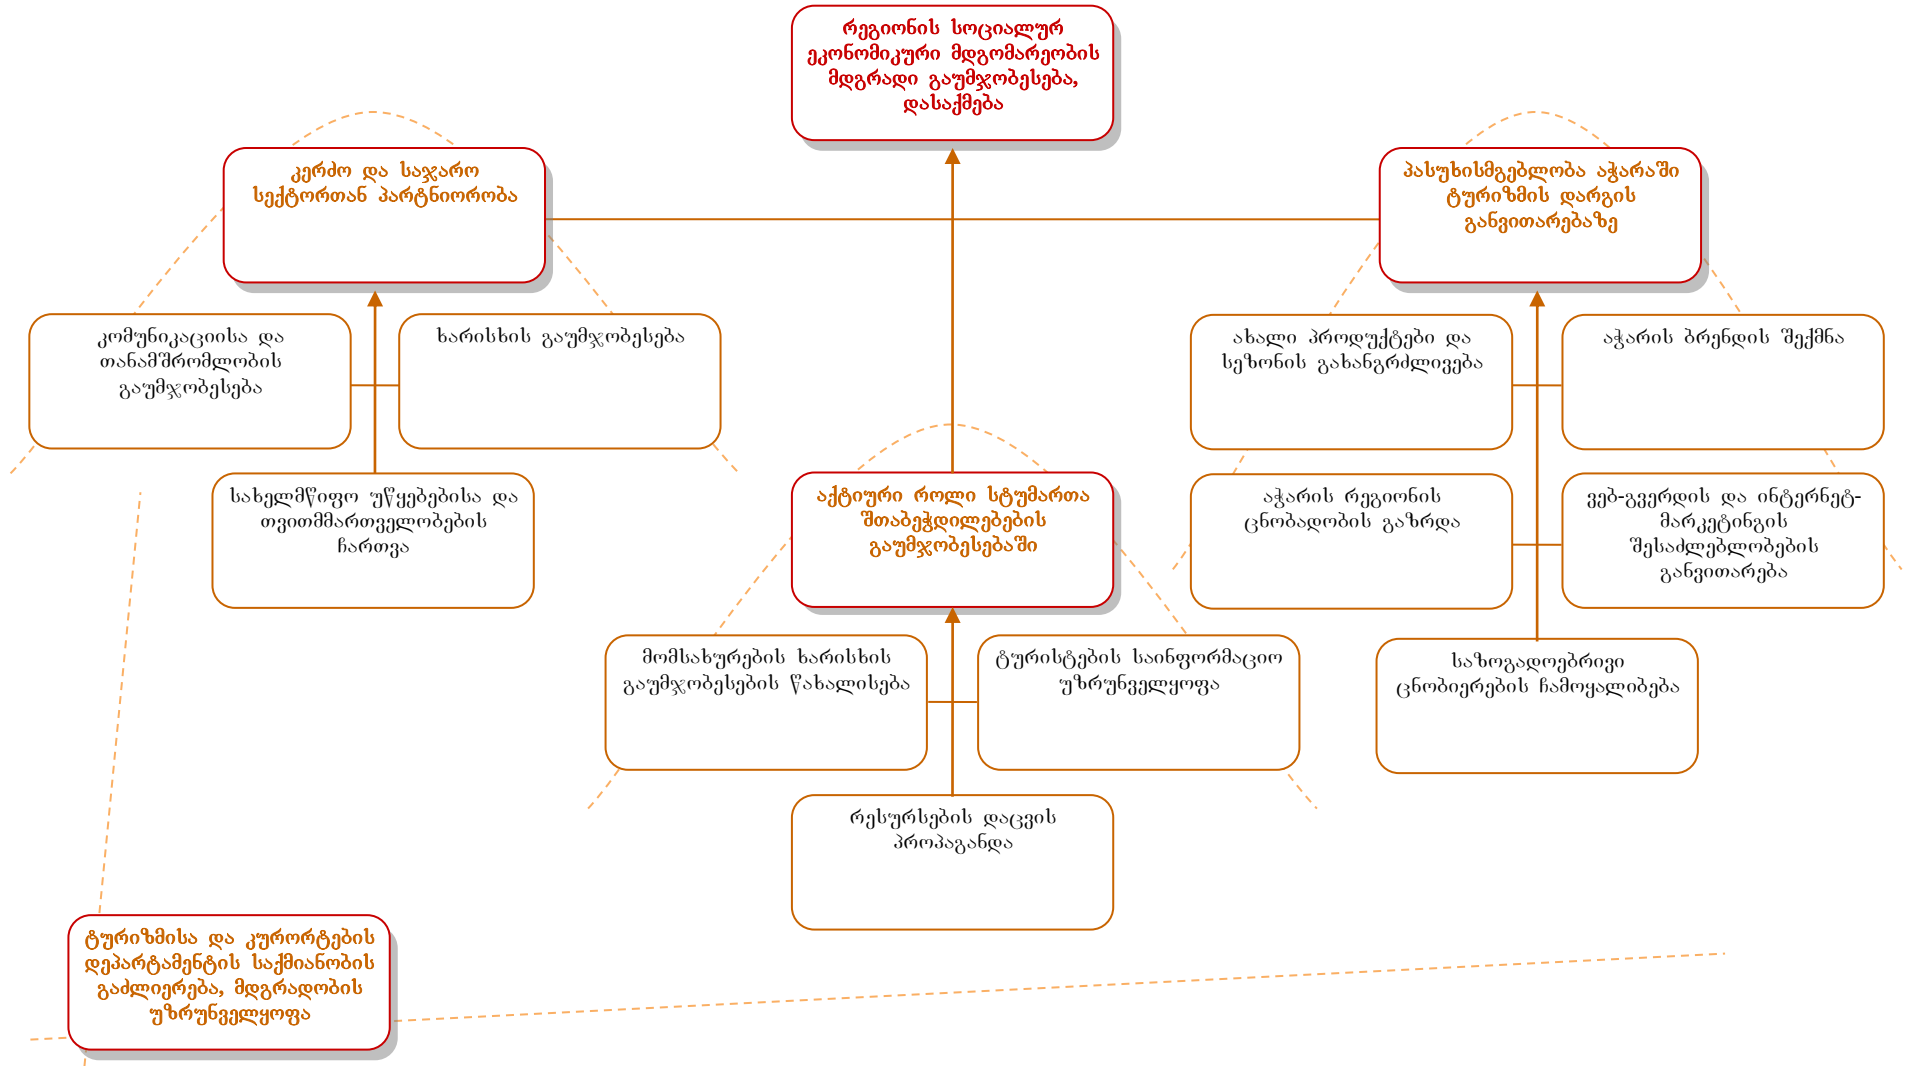 რეგიონის სოციალურ
ეკონომიკური მდგომარეობის
მდგრადი გაუმჯობესება,
დასაქმება
კერძო და საჯარო
სექტორთან პარტნიორობა
პასუხისმგებლობა აჭარაში
ტურიზმის დარგის
განვითარებაზე
კომუნიკაციისა და
თანამშრომლობის
გაუმჯობესება
ხარისხის გაუმჯობესება
ახალი პროდუქტები და
სეზონის გახანგრძლივება
აჭარის ბრენდის შექმნა
სახელმწიფო უწყებებისა და
თვითმმართველობების
ჩართვა
აქტიური როლი სტუმართა
შთაბეჭდილებების
გაუმჯობესებაში
აჭარის რეგიონის
ცნობადობის გაზრდა
ვებ-გვერდის და ინტერნეტ-
მარკეტინგის
შესაძლებლობების
განვითარება
მომსახურების ხარისხის
გაუმჯობესების წახალისება
ტურისტების საინფორმაციო
უზრუნველყოფა
საზოგადოებრივი
ცნობიერების ჩამოყალიბება
რესურსების დაცვის
პროპაგანდა
ტურიზმისა და კურორტების
დეპარტამენტის საქმიანობის
გაძლიერება, მდგრადობის
უზრუნველყოფა